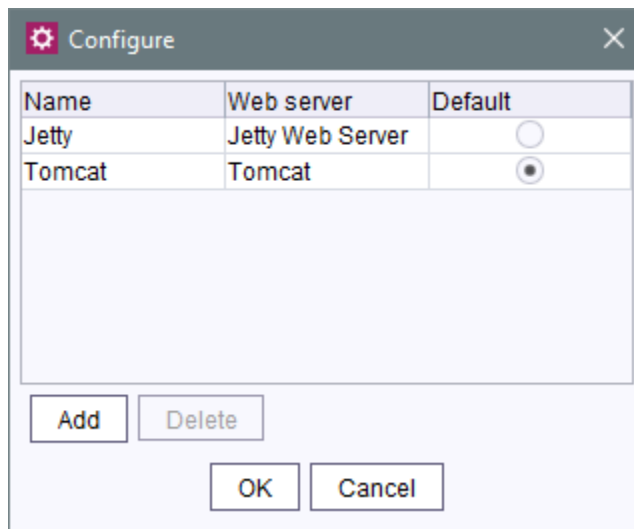 Configure
Name Web server Default
Jetty Jetty Web Server
Tomcat Tomcat
Add Delete
OK Cancel